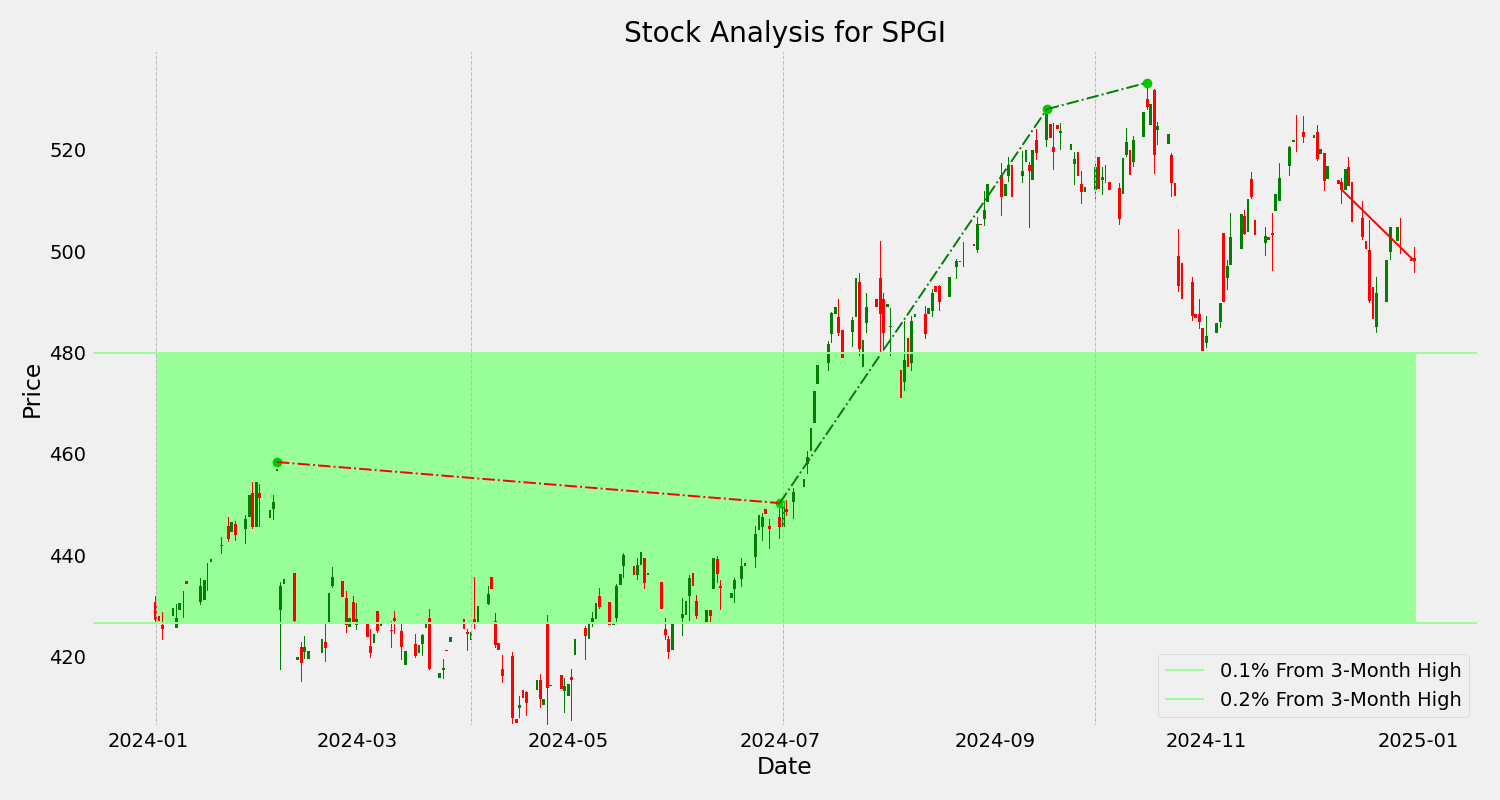 Stock Analysis for SPGI
Price
520
500
480
460
440
420
0.1% From 3-Month High
0.2% From 3-Month High
2024-01 2024-03 2024-05 2024-07 2024-09 2024-11 2025-01
Date